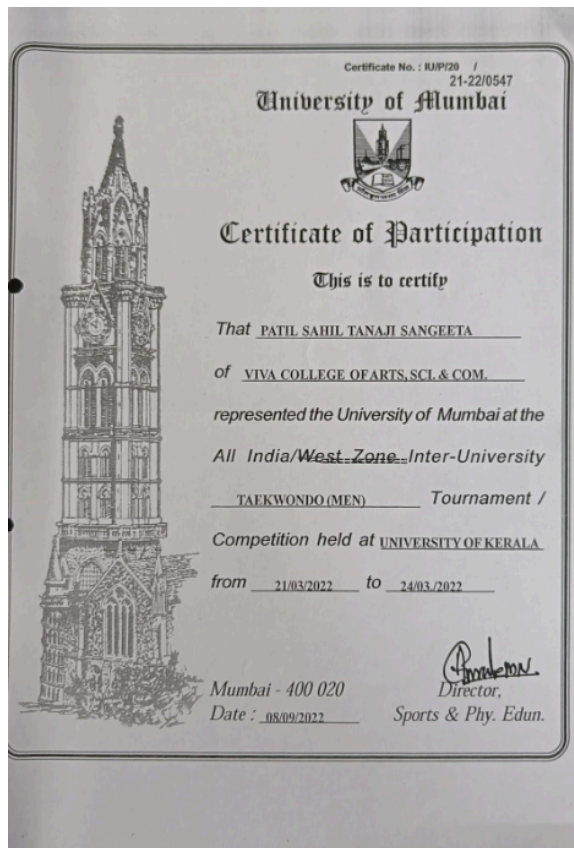 Certificate No. : IU/P/20 /
21-22/0547
University of Mumbai
Certificate of Participation
This is to certify
That PATIL SAHIL TANAJI SANGEETA
of VIVA COLLEGE OF ARTS, SCI. & COM.
represented the University of Mumbai at the
All India/West Zone Inter-University
TAEKWONDO (MEN) Tournament /
Competition held at UNIVERSITY OF KERALA
from 21/03/2022 to 24/03./2022
Mumbai - 400 020
Director,
Date : 08/09/2022
Sports & Phy. Edun.